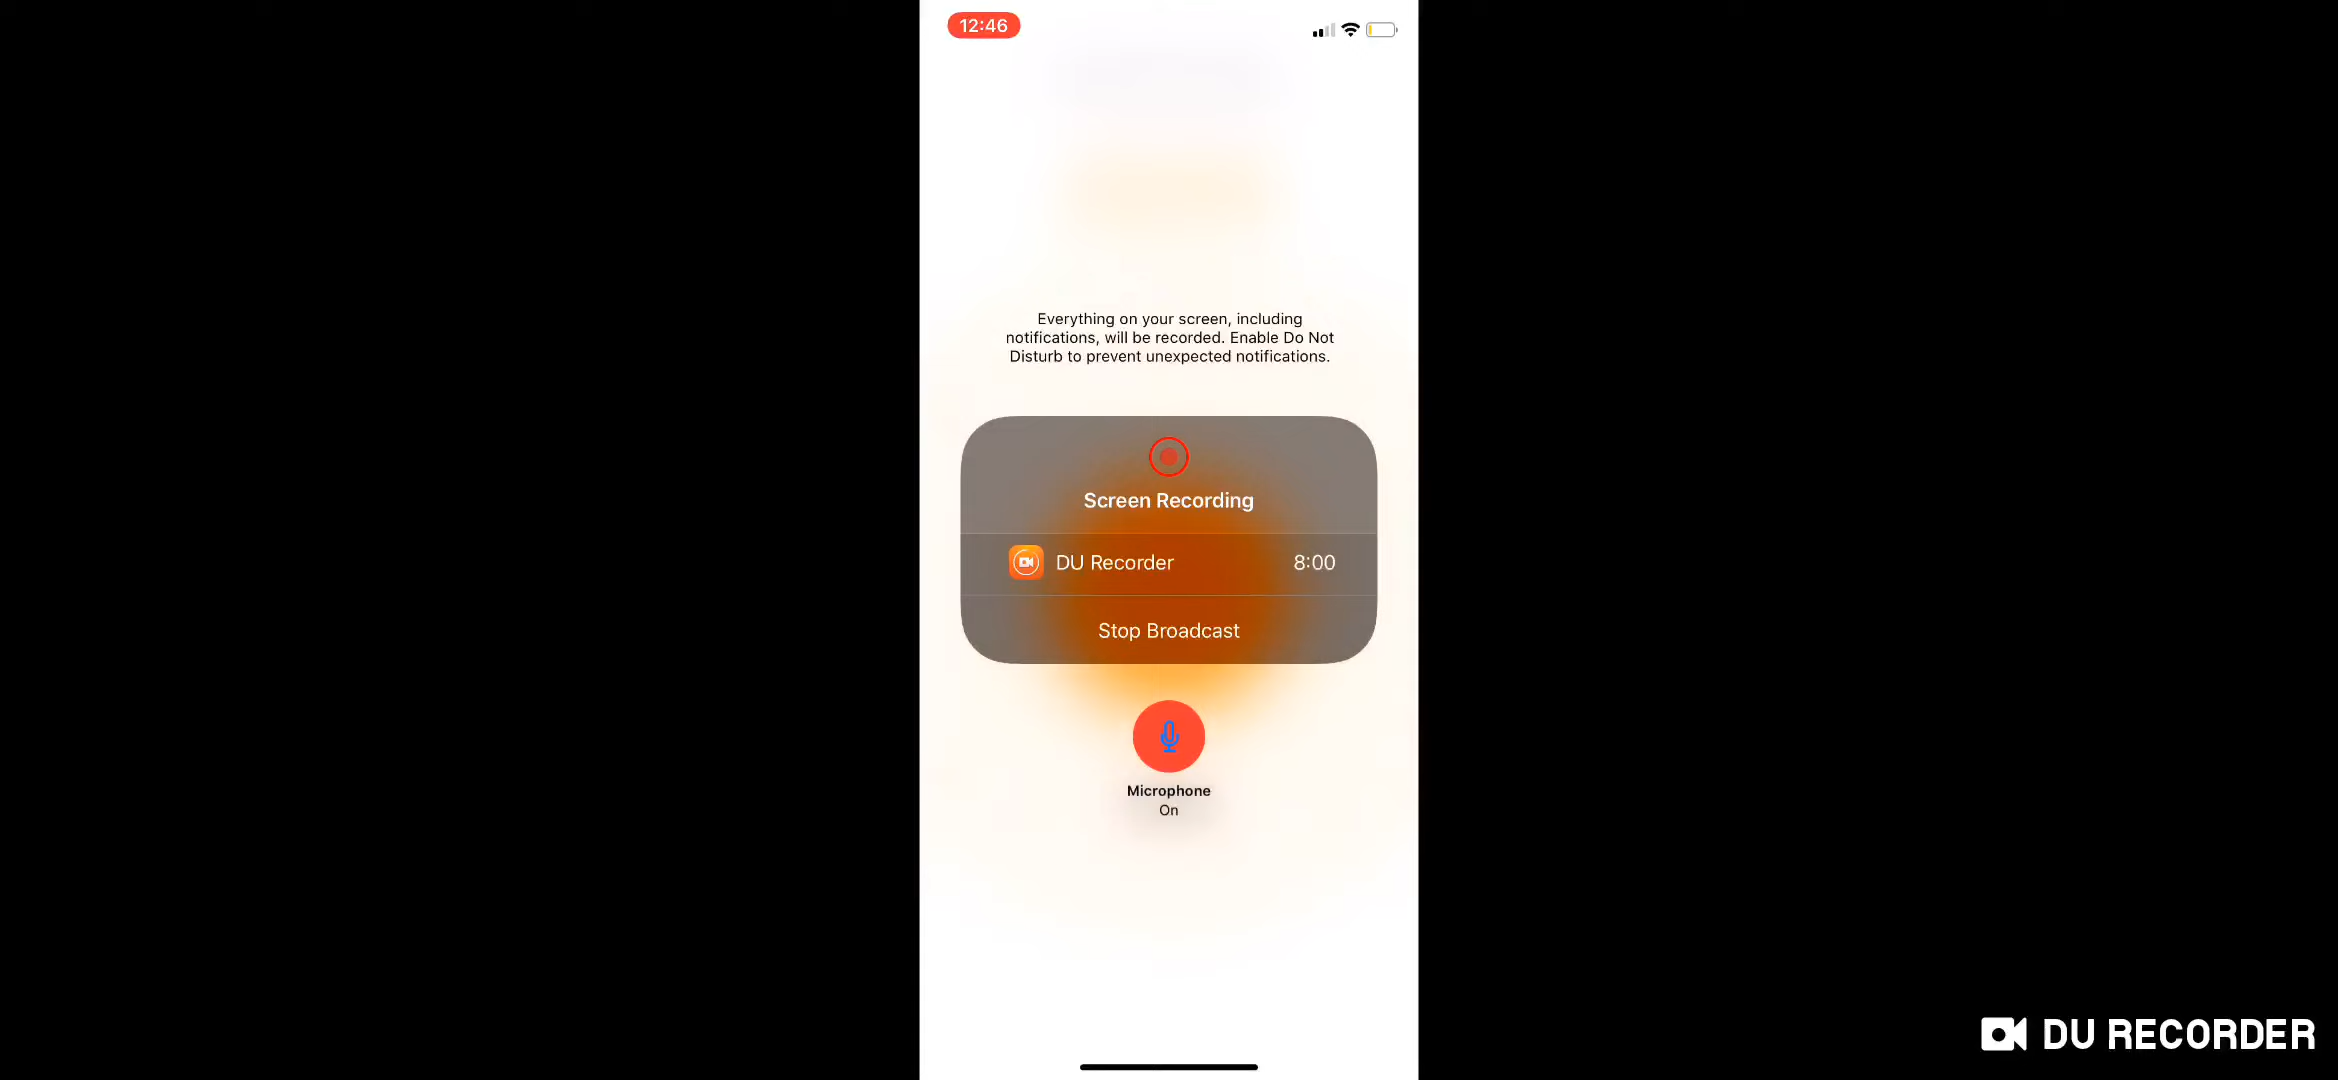 12:46
Everything on your screen, including
notifications, will be recorded. Enable Do Not
Disturb to prevent unexpected notifications.
Screen Recording
DU Recorder 8:00
Stop Broadcast
Microphone
On
DU RECORDER